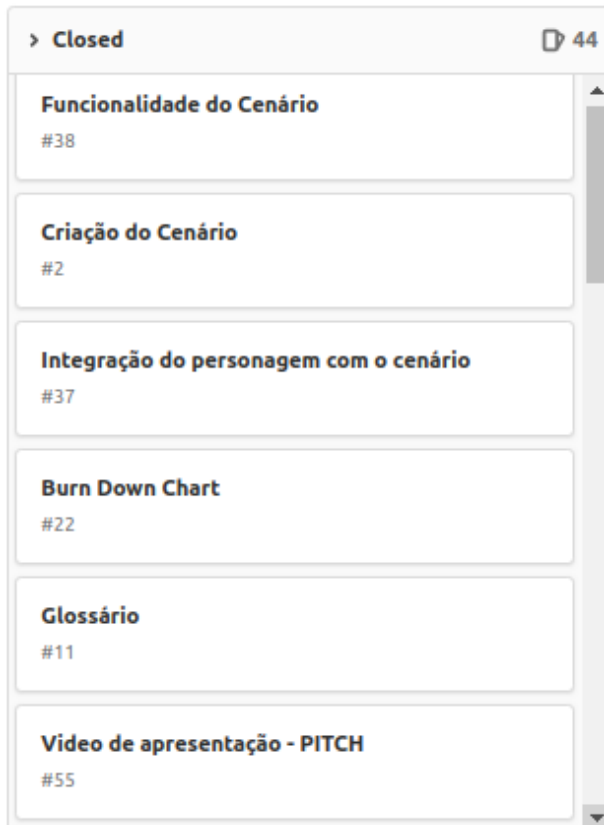 Closed 44
Funcionalidade do Cenário
#38
Criação do Cenário
#2
Integração do personagem com o cenário
#37
Burn Down Chart
#22
Glossário
#11
Video de apresentação - PITCH
#55